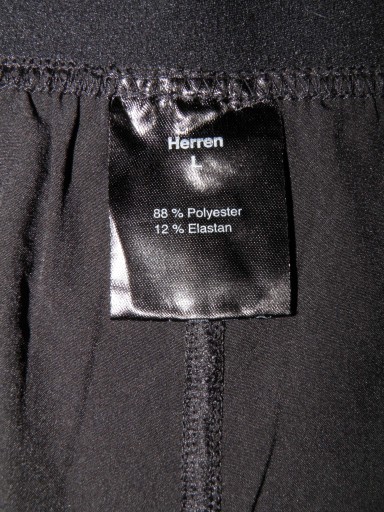 Herren
L
88 % Polyester
12 % Elastan